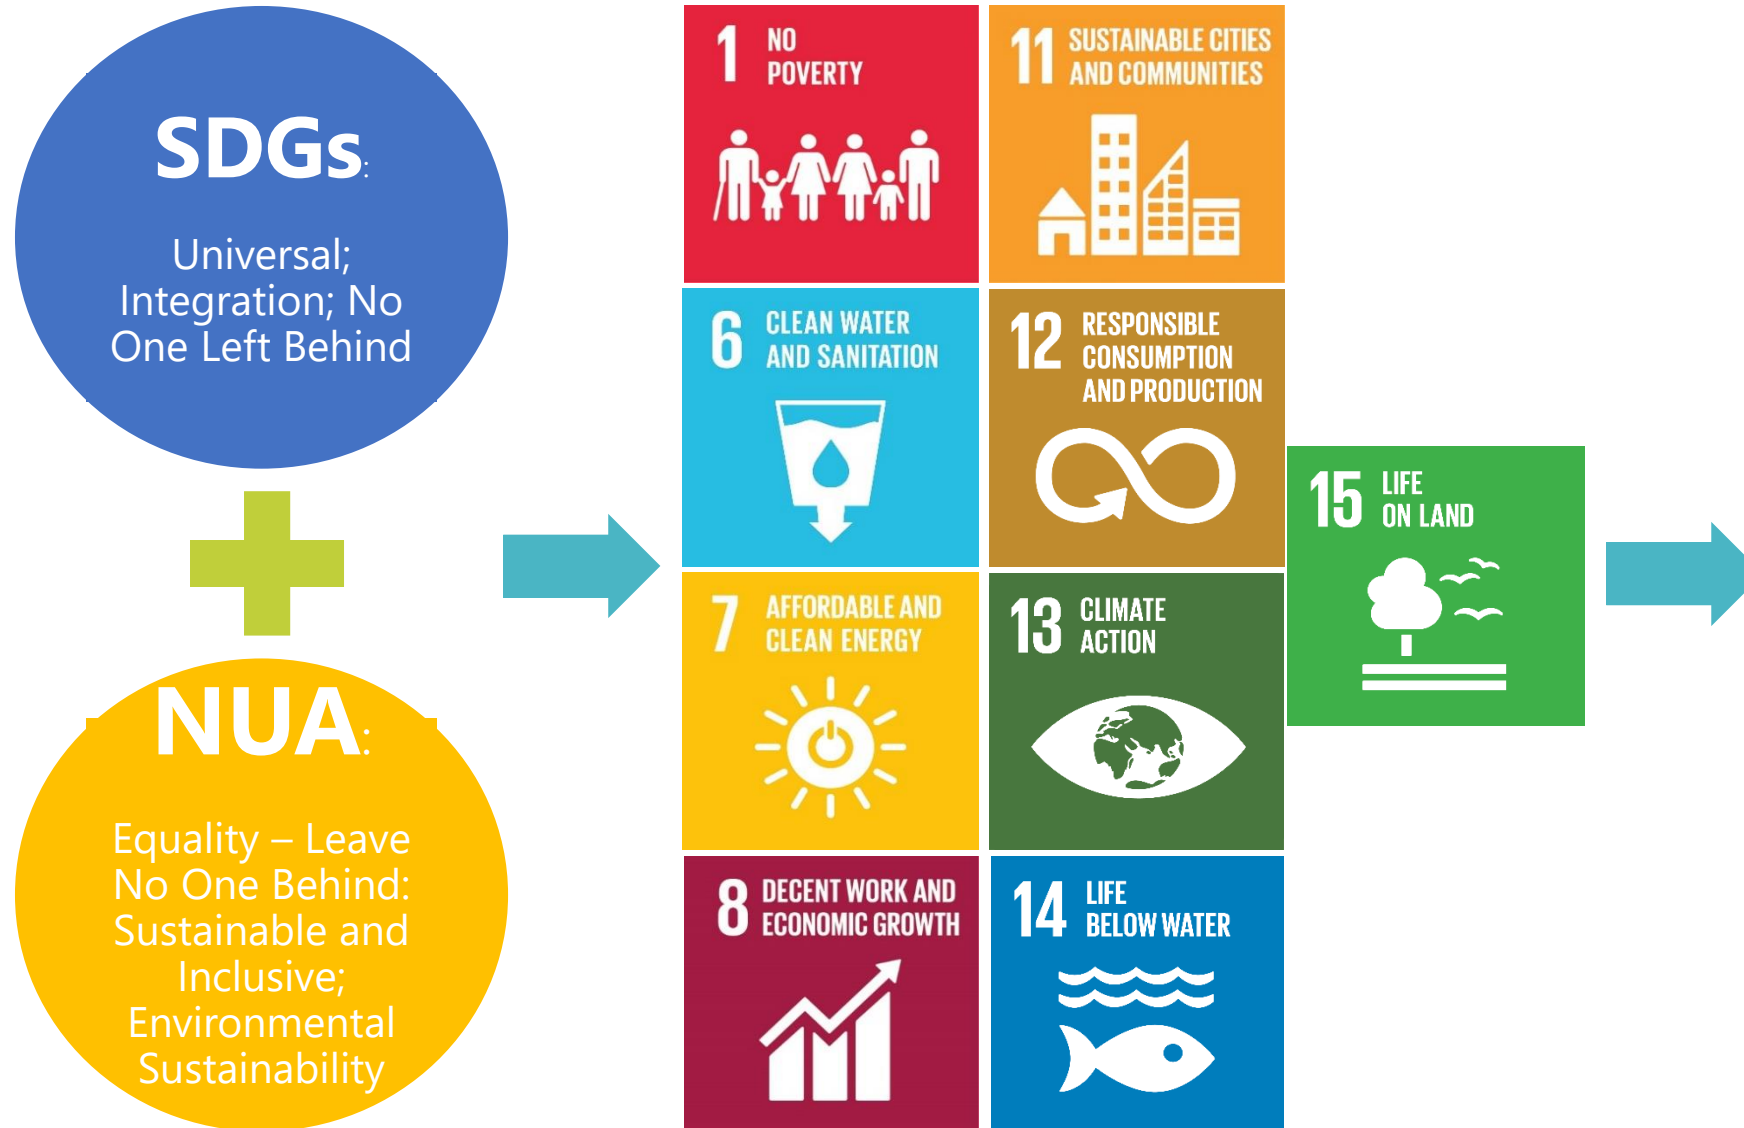 SDGs:
Universal;
Integration; No
One Left Behind
NUA:
Equality – Leave
No One Behind:
Sustainable and
Inclusive;
Environmental
Sustainability
1 NO
POVERTY
6 CLEAN WATER
AND SANITATION
7 AFFORDABLE AND
CLEAN ENERGY
8 DECENT WORK AND
ECONOMIC GROWTH
11 SUSTAINABLE CITIES
AND COMMUNITIES
12 RESPONSIBLE
CONSUMPTION
AND PRODUCTION
13 CLIMATE
ACTION
14 LIFE
BELOW WATER
15 LIFE
ON LAND